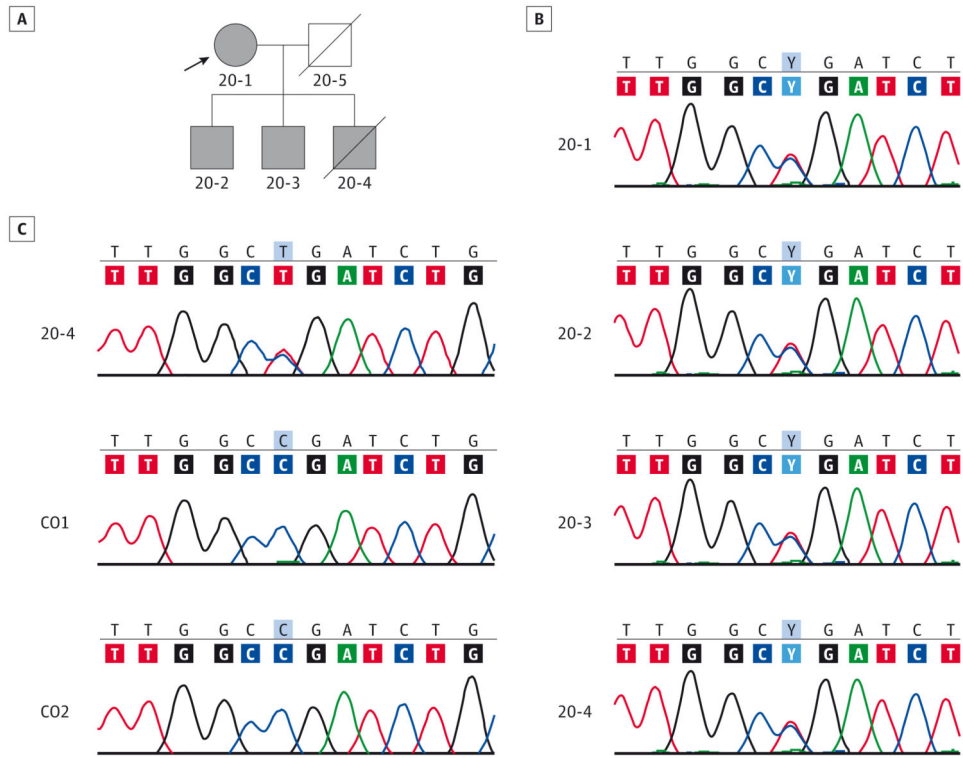 A
20-1
20-5
20-2
20-3
20-4
B
T T G G C Y G A T C T
T T G G C Y G A T C T
20-1
T T G G C Y G A T C T
T T G G C Y G A T C T
20-2
T T G G C Y G A T C T
T T G G C Y G A T C T
20-3
T T G G C Y G A T C T
T T G G C Y G A T C T
20-4
C
T T G G C T G A T C T G
T T G G C T G A T C T G
20-4
T T G G C C G A T C T G
T T G G C C G A T C T G
CO1
T T G G C C G A T C T G
T T G G C C G A T C T G
CO2